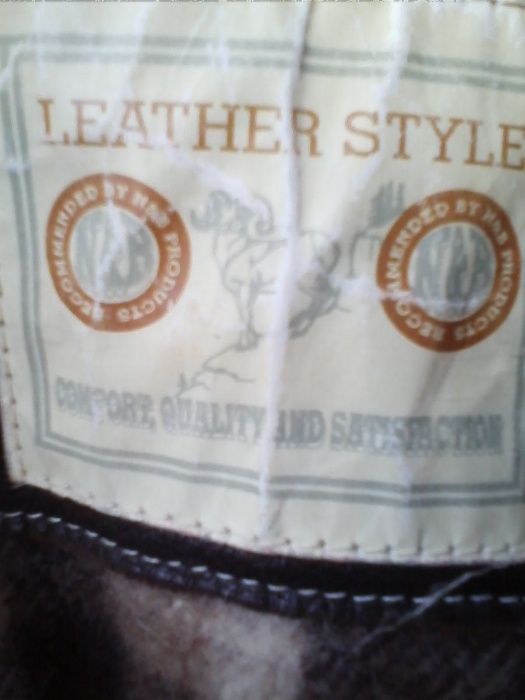 LEATHER STYLE
RECOMMENDED BY H&B PRODUCTS
RECOMMENDED BY H&B PRODUCTS
COMFORT, QUALITY AND SATISFACTION